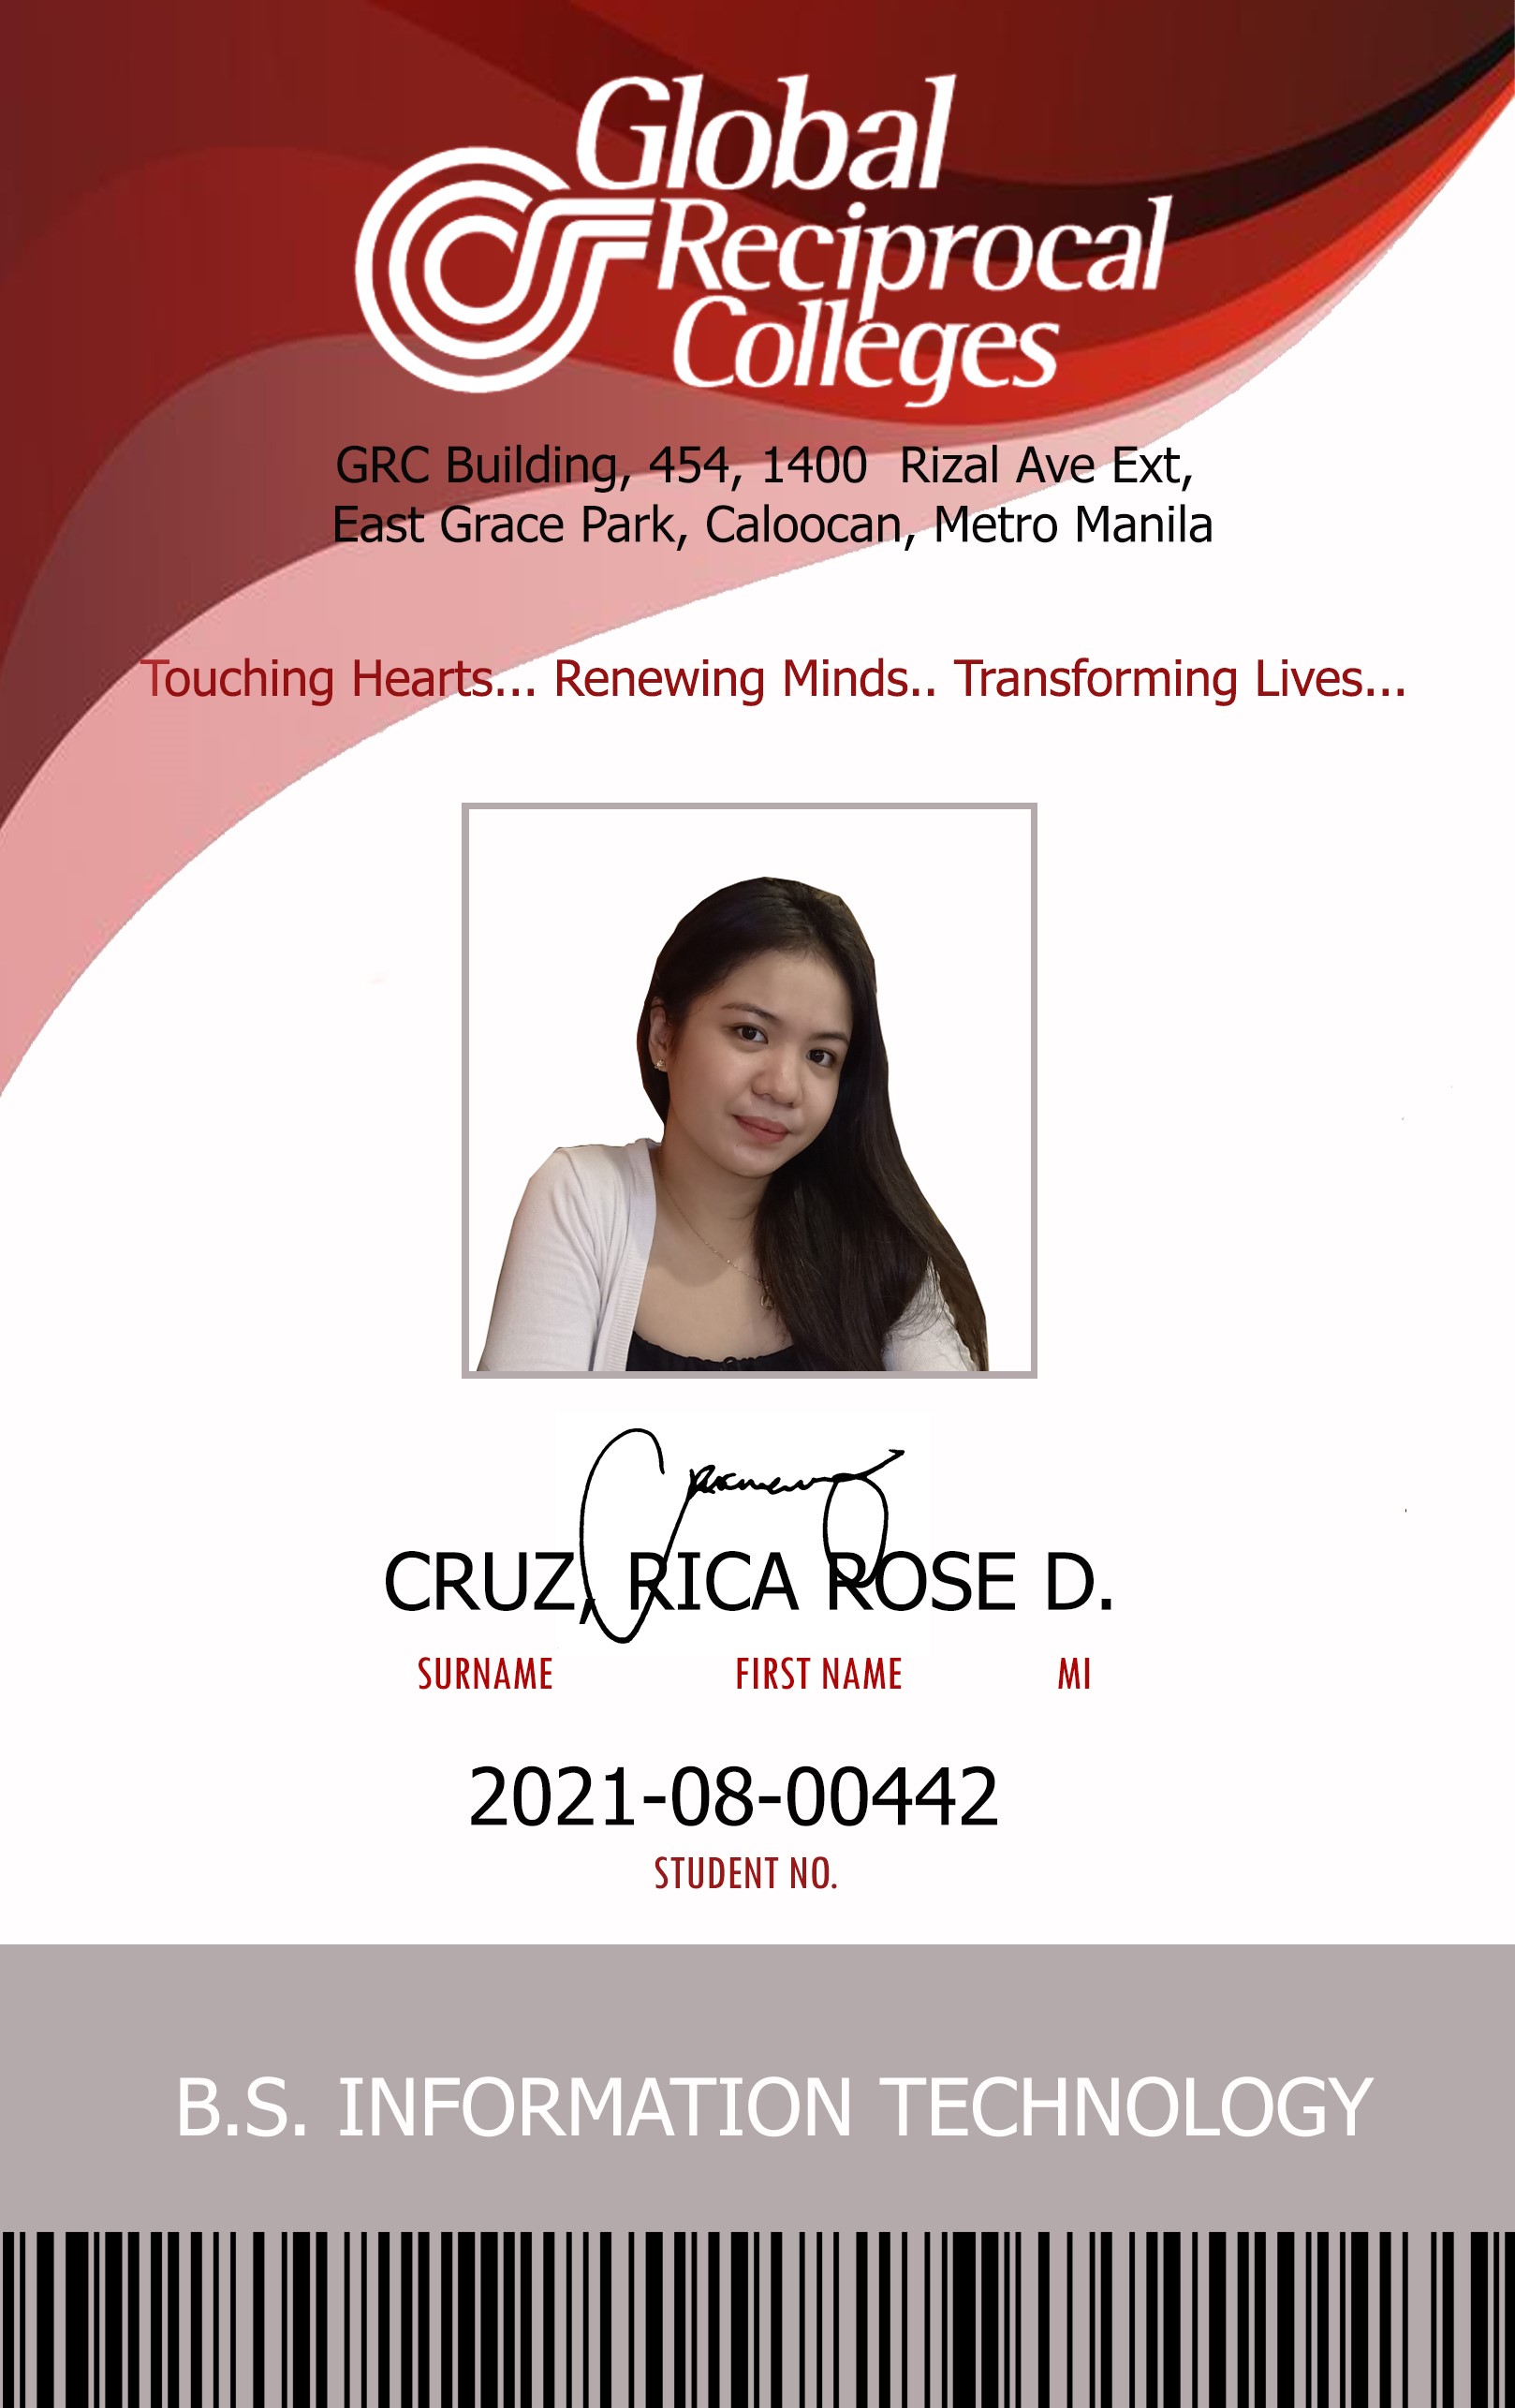 Global
Reciprocal
Colleges
GRC Building, 454, 1400 Rizal Ave Ext,
East Grace Park, Caloocan, Metro Manila
Touching Hearts... Renewing Minds.. Transforming Lives...
CRUZ, RICA ROSE D.
SURNAME FIRST NAME MI
2021-08-00442
STUDENT NO.
B.S. INFORMATION TECHNOLOGY